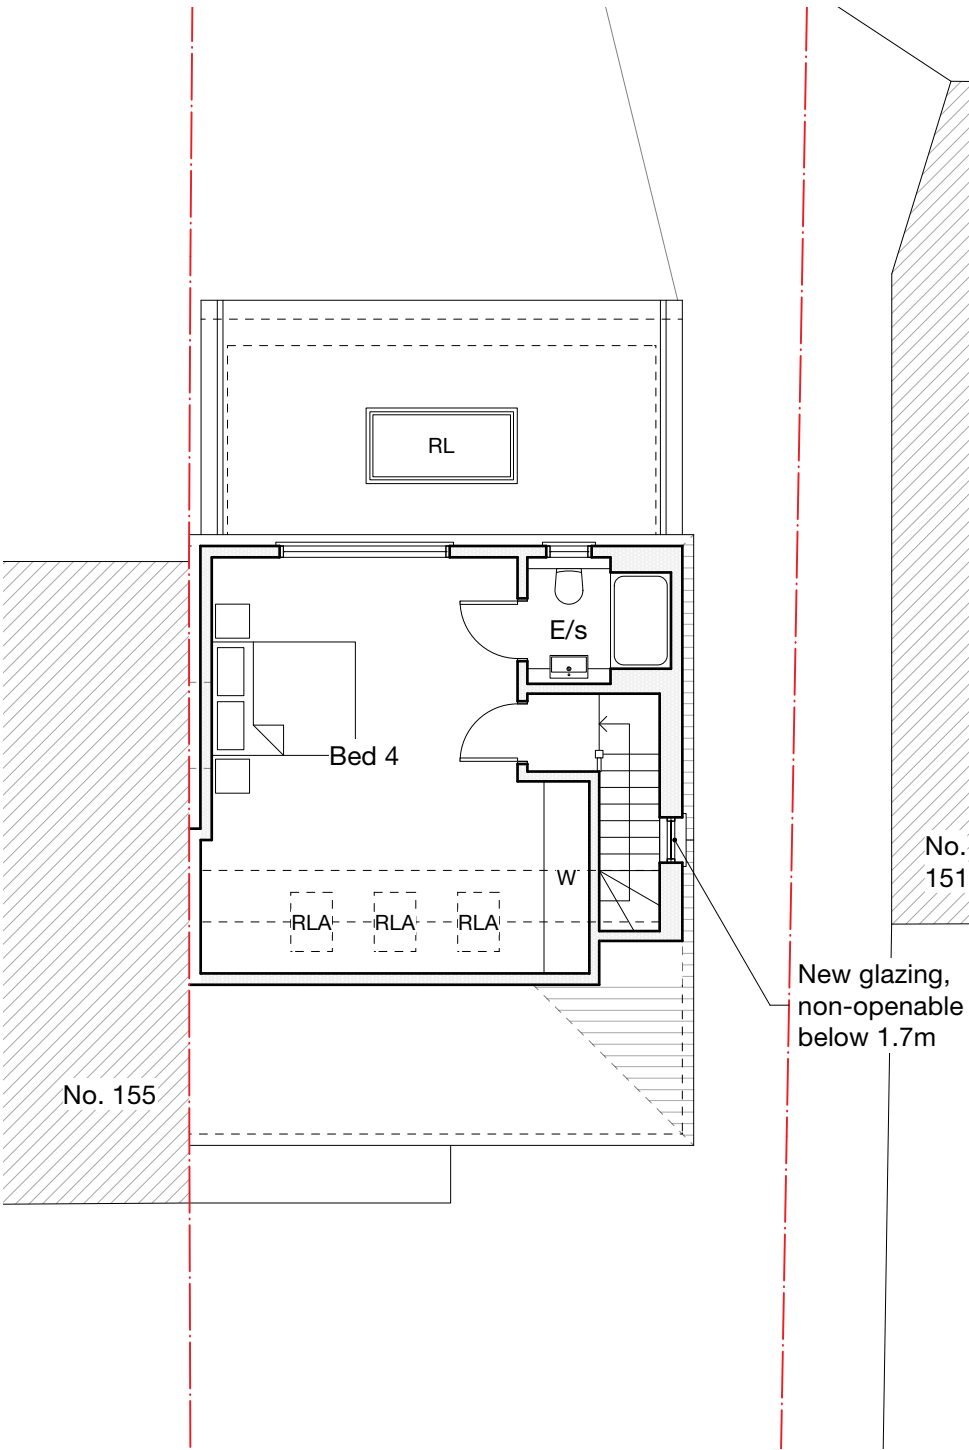 RL
E/s
Bed 4
No.
151
W
RLA RLA RLA
New glazing,
non-openable
below 1.7m
No. 155